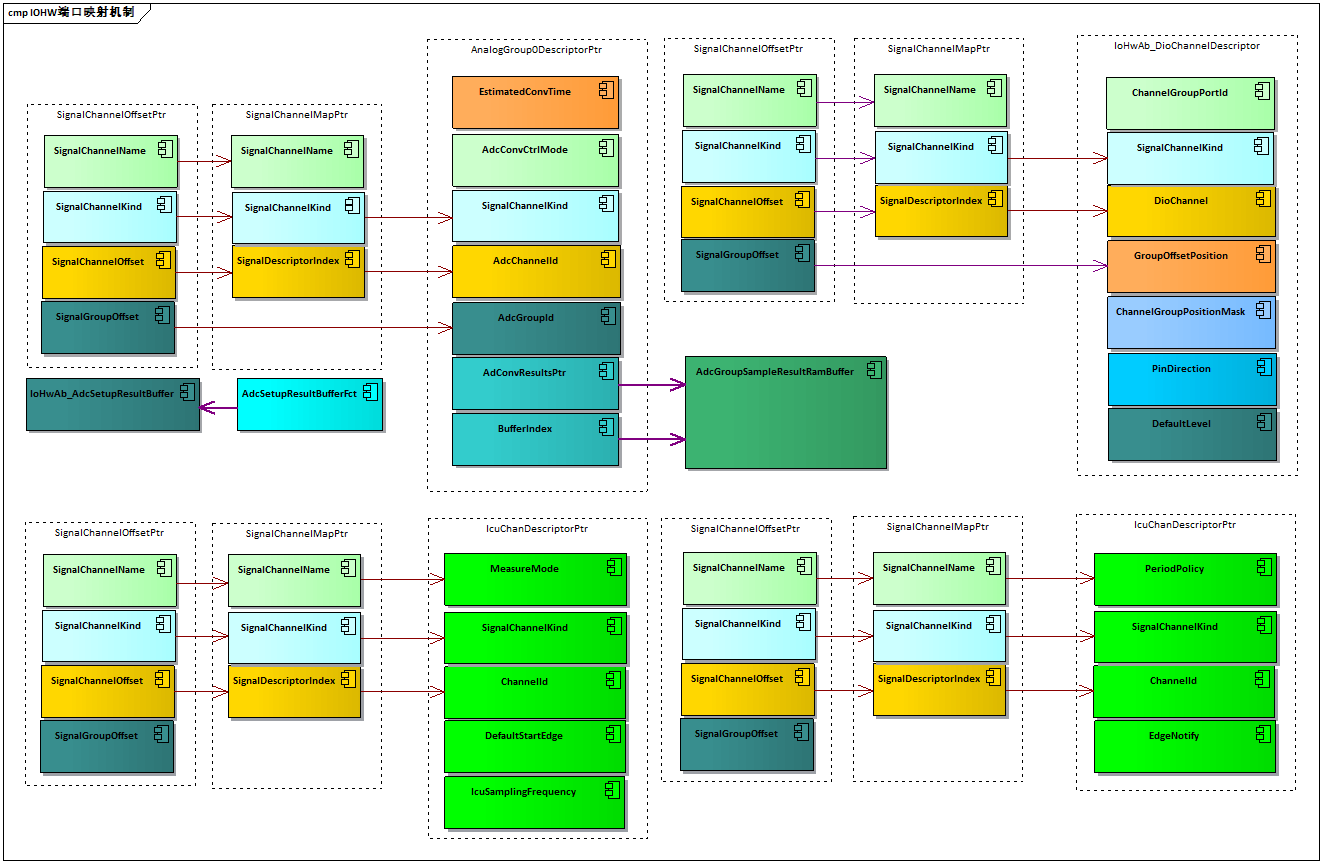 cmp IOHW端口映射机制
SignalChannelOffsetPtr
SignalChannelName
SignalChannelKind
SignalChannelOffset
SignalGroupOffset
SignalChannelMapPtr
SignalChannelName
SignalChannelKind
SignalDescriptorIndex
IoHwAb_AdcSetupResultBuffer
AdcSetupResultBufferFct
AnalogGroup0DescriptorPtr
EstimatedConvTime
AdcConvCtrlMode
SignalChannelKind
AdcChannelId
AdcGroupId
AdConvResultsPtr
BufferIndex
AdcGroupSampleResultRamBuffer
SignalChannelOffsetPtr
SignalChannelName
SignalChannelKind
SignalChannelOffset
SignalGroupOffset
SignalChannelMapPtr
SignalChannelName
SignalChannelKind
SignalDescriptorIndex
IoHwAb_DioChannelDescriptor
ChannelGroupPortId
SignalChannelKind
DioChannel
GroupOffsetPosition
ChannelGroupPositionMask
PinDirection
DefaultLevel
SignalChannelOffsetPtr
SignalChannelName
SignalChannelKind
SignalChannelOffset
SignalGroupOffset
SignalChannelMapPtr
SignalChannelName
SignalChannelKind
SignalDescriptorIndex
IcuChanDescriptorPtr
MeasureMode
SignalChannelKind
ChannelId
DefaultStartEdge
IcuSamplingFrequency
SignalChannelOffsetPtr
SignalChannelName
SignalChannelKind
SignalChannelOffset
SignalGroupOffset
SignalChannelMapPtr
SignalChannelName
SignalChannelKind
SignalDescriptorIndex
IcuChanDescriptorPtr
PeriodPolicy
SignalChannelKind
ChannelId
EdgeNotify